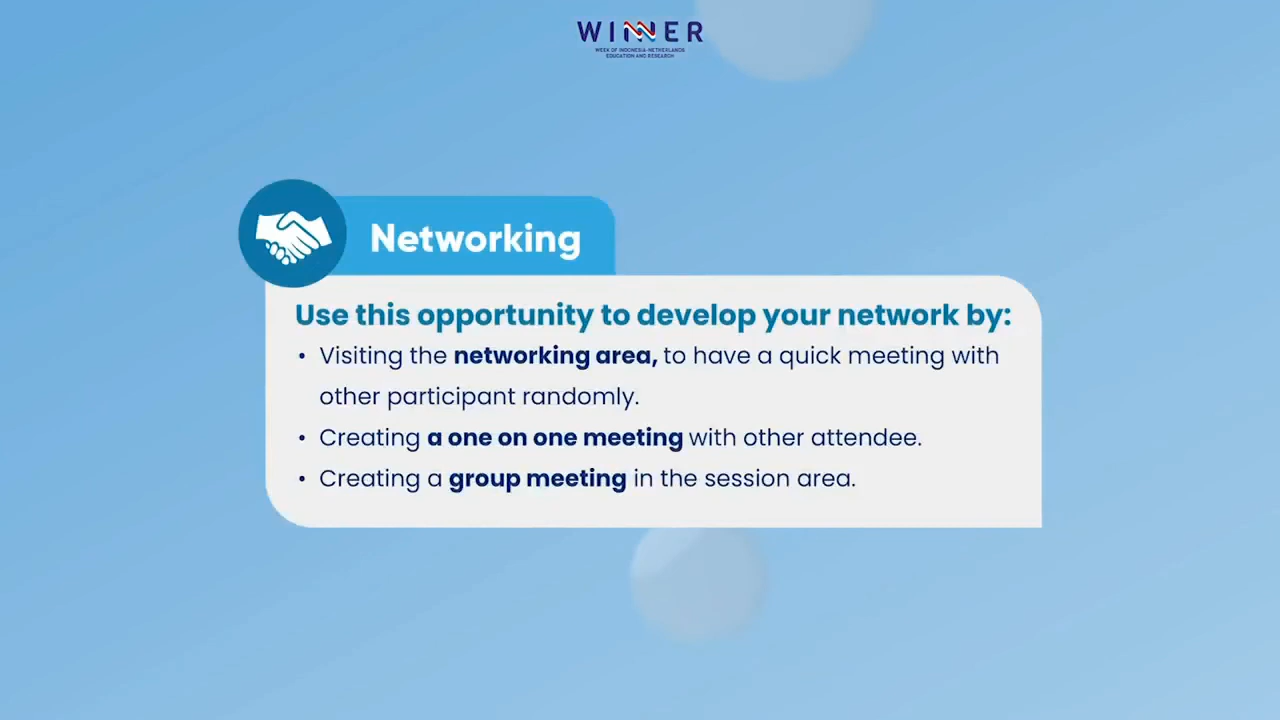 WINNER
WEEK OF INDONESIA-NETHERLANDS
EDUCATION AND RESEARCH
Networking
Use this opportunity to develop your network by:
• Visiting the networking area, to have a quick meeting with
other participant randomly.
• Creating a one on one meeting with other attendee.
• Creating a group meeting in the session area.